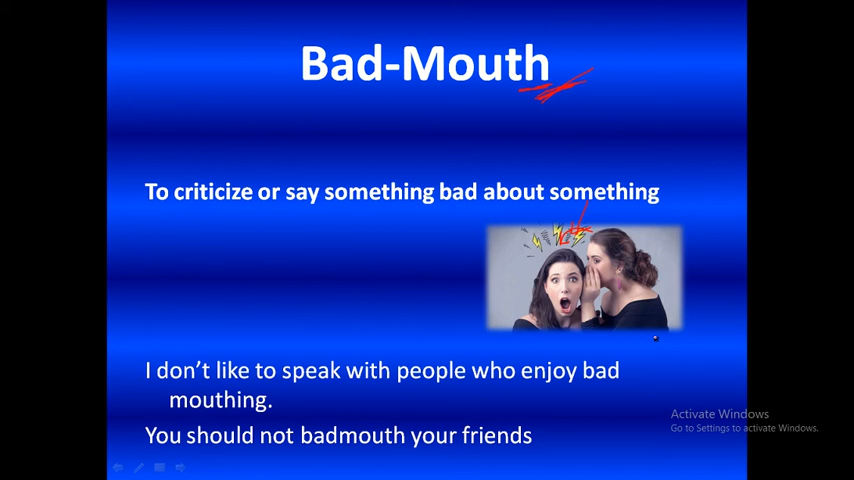 Bad-Mouth
To criticize or say something bad about something
I don’t like to speak with people who enjoy bad
mouthing.
You should not badmouth your friends
Activate Windows
Go to Settings to activate Windows.